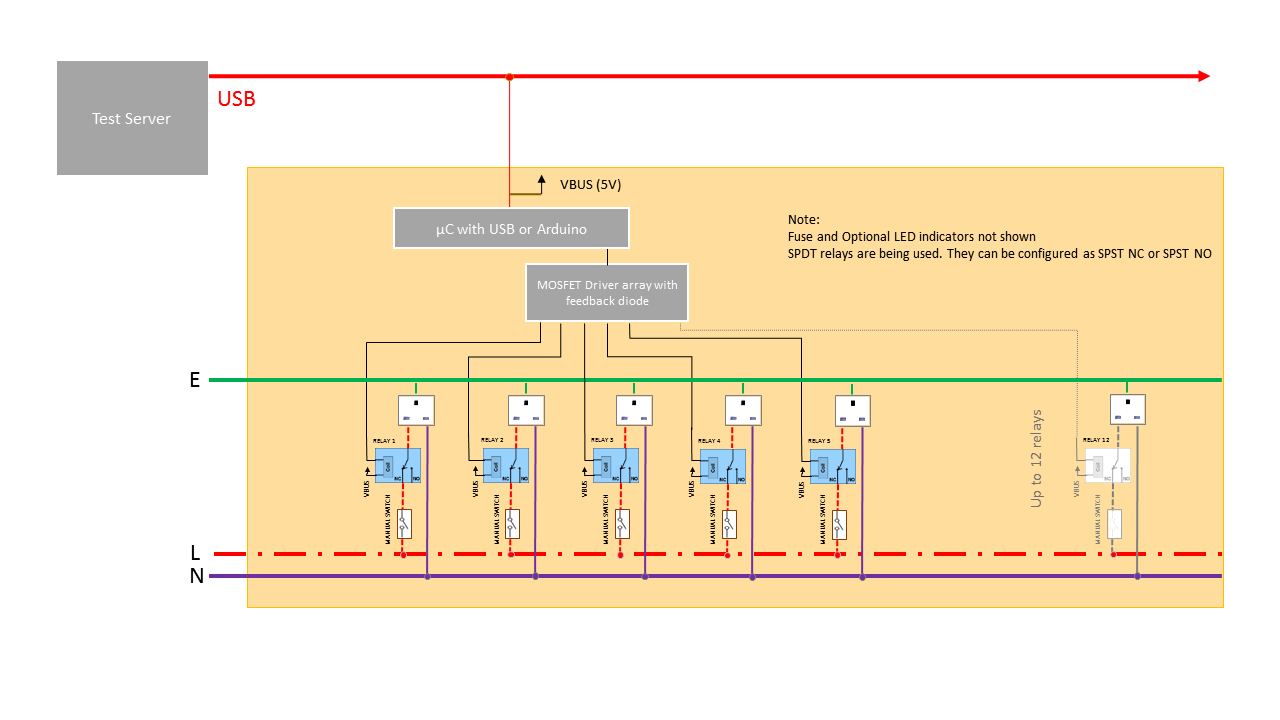 Test Server
USB
VBUS (5V)
µC with USB or Arduino
Note:
Fuse and Optional LED indicators not shown
SPDT relays are being used. They can be configured as SPST NC or SPST NO
MOSFET Driver array with
feedback diode
E
RELAY 1
RELAY 2
RELAY 3
RELAY 4
RELAY 5
RELAY 12
Up to 12 relays
Coil
NC
NO
Coil
NC
NO
Coil
NC
NO
Coil
NC
NO
Coil
NC
NO
Coil
NC
NO
VBUS
VBUS
VBUS
VBUS
VBUS
VBUS
MANUAL SWITCH
MANUAL SWITCH
MANUAL SWITCH
MANUAL SWITCH
MANUAL SWITCH
MANUAL SWITCH
L
N